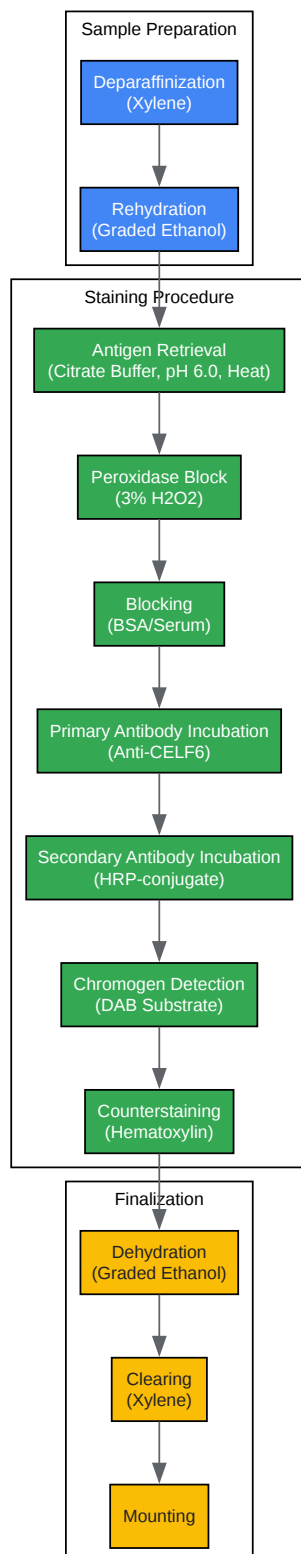 Sample Preparation
Deparaffinization
(Xylene)
Rehydration
(Graded Ethanol)
Staining Procedure
Antigen Retrieval
(Citrate Buffer, pH 6.0, Heat)
Peroxidase Block
(3% H2O2)
Blocking
(BSA/Serum)
Primary Antibody Incubation
(Anti-CELF6)
Secondary Antibody Incubation
(HRP-conjugate)
Chromogen Detection
(DAB Substrate)
Counterstaining
(Hematoxylin)
Finalization
Dehydration
(Graded Ethanol)
Clearing
(Xylene)
Mounting